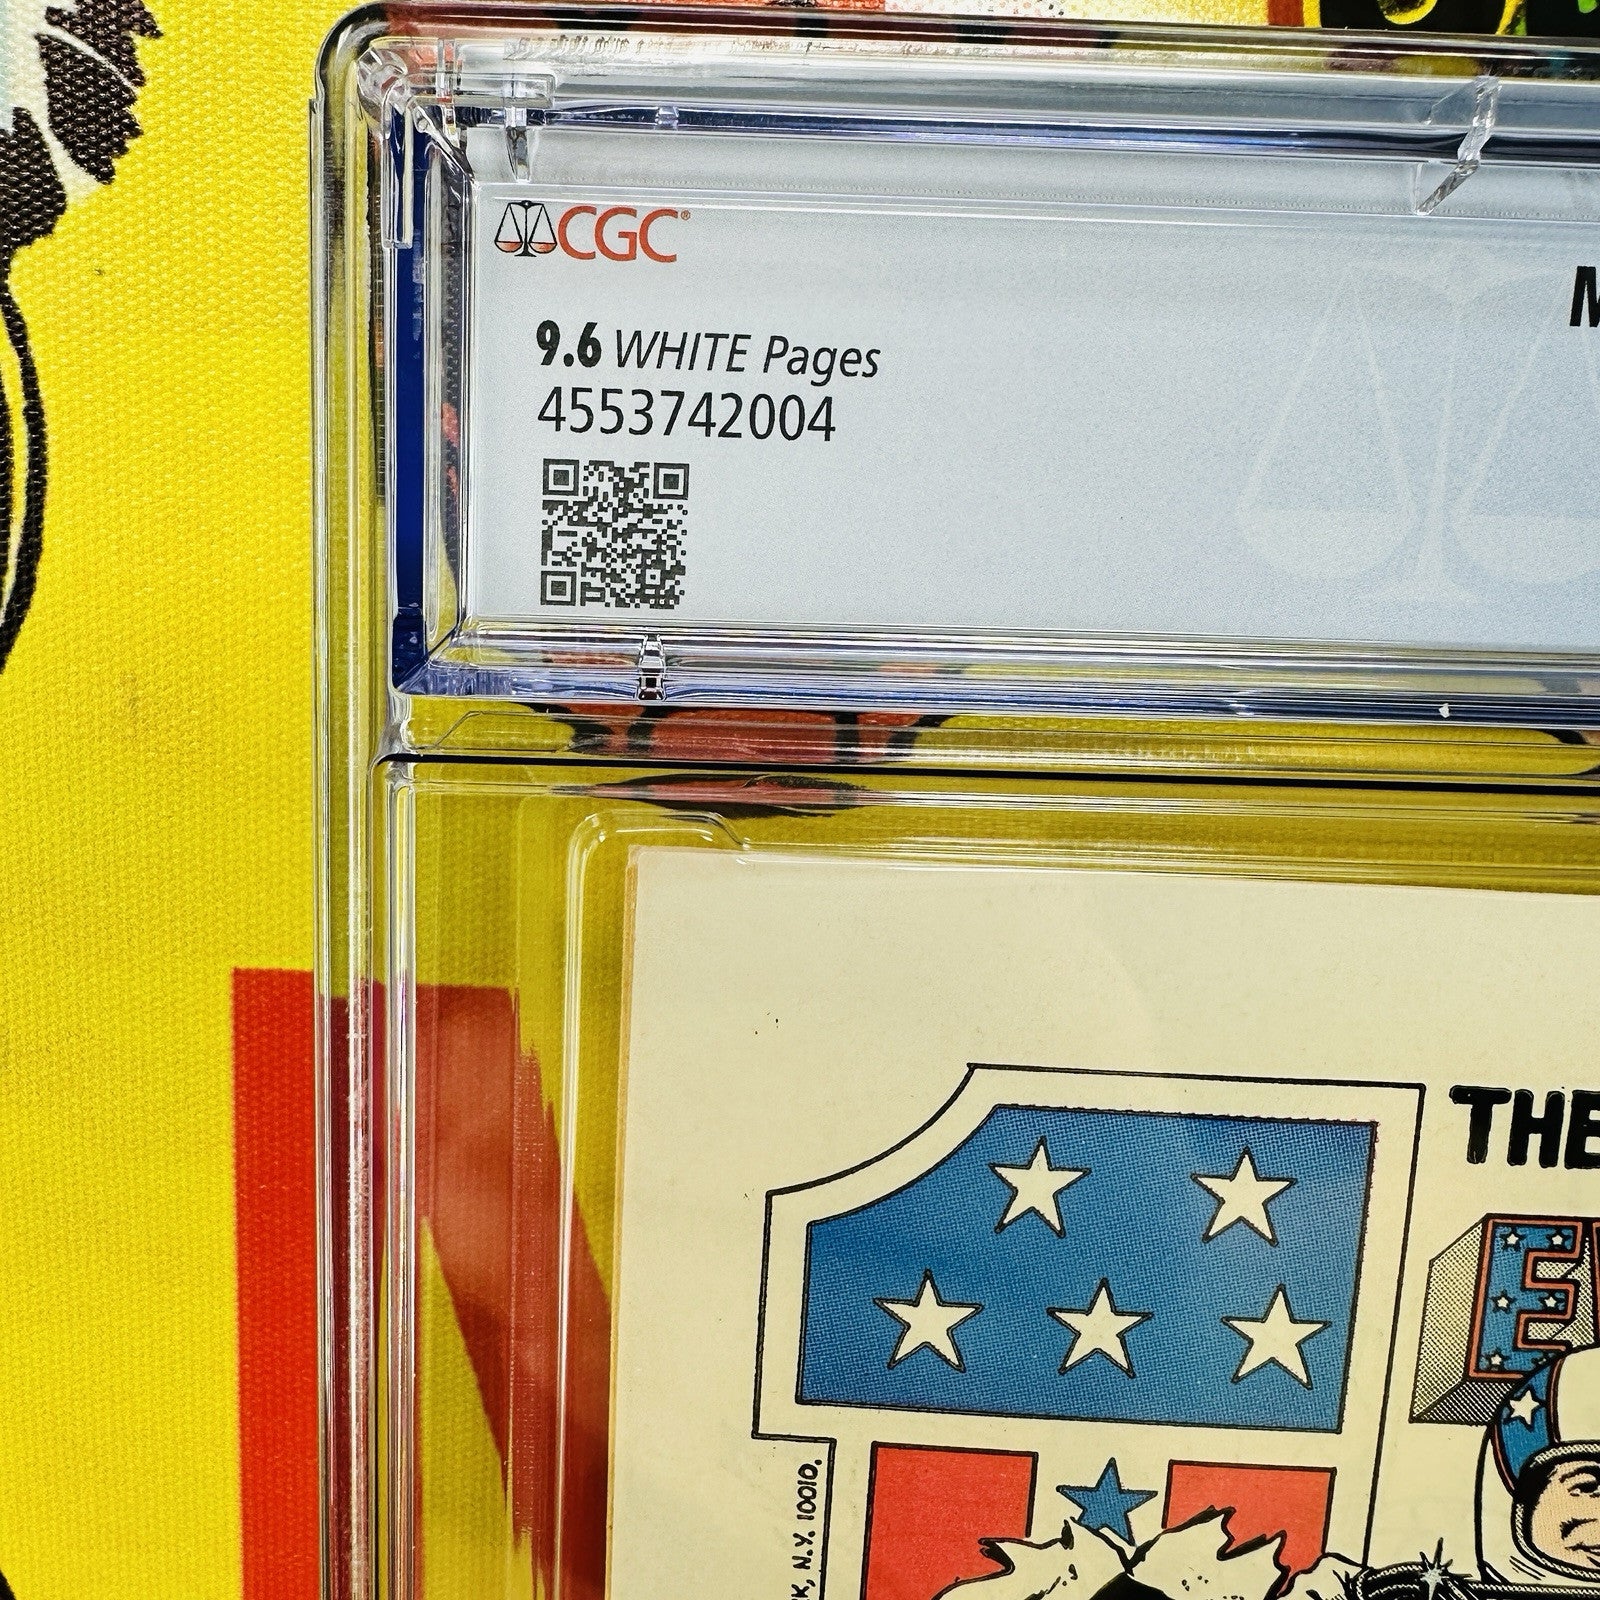 CGC®
9.6 WHITE Pages
4553742004
THE
N.Y. 10010.